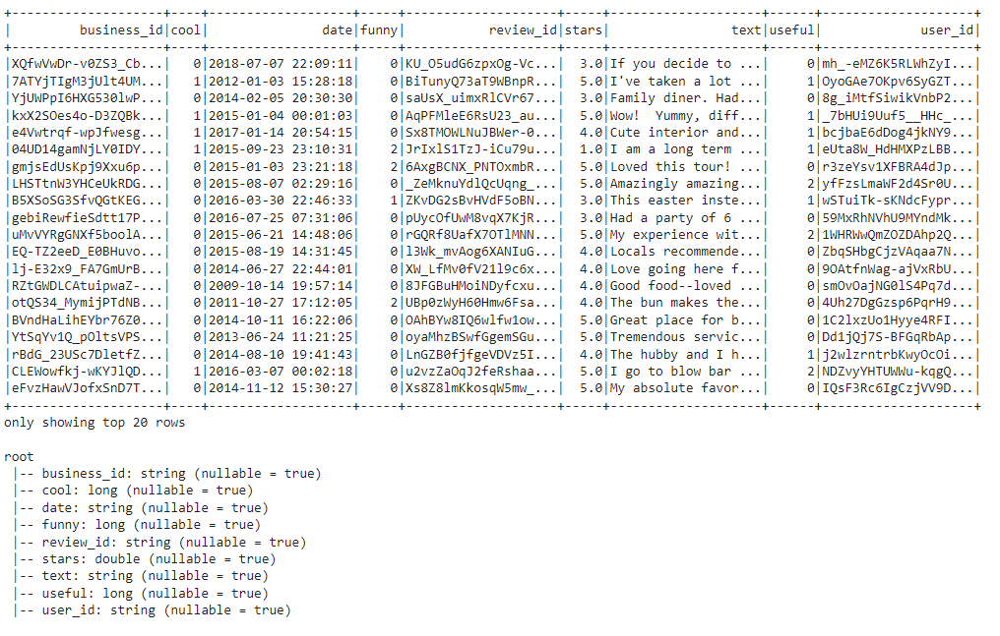 +--------------------+----+-------------------+-----+--------------------+-----+--------------------+------+--------------------+
|         business_id|cool|               date|funny|           review_id|stars|                text|useful|             user_id|
+--------------------+----+-------------------+-----+--------------------+-----+--------------------+------+--------------------+
|XQfwVwDr-v0ZS3_Cb...|   0|2018-07-07 22:09:11|    0|KU_O5udG6zpxOg-Vc...|  3.0|If you decide to ...|     0|mh_-eMZ6K5RLWhZyI...|
|7ATYjTIgM3jUlt4UM...|   1|2012-01-03 15:28:18|    0|BiTunyQ73aT9WBnpR...|  5.0|I've taken a lot ...|     1|OyoGAe7OKpv6SyGZT...|
|YjUWPpI6HXG530lwP...|   0|2014-02-05 20:30:30|    0|saUsX_uimxRlCVr67...|  3.0|Family diner. Had...|     0|8g_iMtfSiwikVnbP2...|
|kxX2SOes4o-D3ZQBk...|   1|2015-01-04 00:01:03|    0|AqPFMleE6RsU23_au...|  5.0|Wow!  Yummy, diff...|     1|_7bHUi9Uuf5__HHc_...|
|e4Vwtrqf-wpJfwesg...|   1|2017-01-14 20:54:15|    0|Sx8TMOWLNuJBWer-0...|  4.0|Cute interior and...|     1|bcjbaE6dDog4jkNY9...|
|04UD14gamNjLY0IDY...|   1|2015-09-23 23:10:31|    2|JrIxlS1TzJ-iCu79u...|  1.0|I am a long term ...|     1|eUta8W_HdHMXPzLBB...|
|gmjsEdUsKpj9Xxu6p...|   0|2015-01-03 23:21:18|    2|6AxgBCNX_PNTOxmbR...|  5.0|Loved this tour! ...|     0|r3zeYsv1XFBRA4dJp...|
|LHSTtnW3YHCeUkRDG...|   0|2015-08-07 02:29:16|    0|_ZeMknuYdlQcUqng_...|  5.0|Amazingly amazing...|     2|yfFzsLmaWF2d4Sr0U...|
|B5XSoSG3SfvQGtKEG...|   0|2016-03-30 22:46:33|    1|ZKvDG2sBvHVdF5oBN...|  3.0|This easter inste...|     1|wSTuiTk-sKNdcFypr...|
|gebiRewfieSdtt17P...|   0|2016-07-25 07:31:06|    0|pUycOfUwM8vqX7KjR...|  3.0|Had a party of 6 ...|     0|59MxRhNVhU9MYndMk...|
|uMvVYRgGNXf5boolA...|   0|2015-06-21 14:48:06|    0|rGQRf8UafX7OTlMNN...|  5.0|My experience wit...|     2|1WHRWwQmZOZDAhp2Q...|
|EQ-TZ2eeD_E0BHuvo...|   0|2015-08-19 14:31:45|    0|l3Wk_mvAog6XANIuG...|  4.0|Locals recommende...|     0|ZbqSHbgCjzVAqaa7N...|
|lj-E32x9_FA7GmUrB...|   0|2014-06-27 22:44:01|    0|XW_LfMv0fV21l9c6x...|  4.0|Love going here f...|     0|9OAtfnWag-ajVxRbU...|
|RZtGWDLCAtuipwaZ-...|   0|2009-10-14 19:57:14|    0|8JFGBuHMoiNDyfcxu...|  4.0|Good food--loved ...|     0|smOvOajNG0lS4Pq7d...|
|otQS34_MymijPTdNB...|   0|2011-10-27 17:12:05|    2|UBp0zWyH60Hmw6Fsa...|  4.0|The bun makes the...|     0|4Uh27DgGzsp6PqrH9...|
|BVndHaLihEYbr76Z0...|   0|2014-10-11 16:22:06|    0|OAhBYw8IQ6wlfw1ow...|  5.0|Great place for b...|     0|1C2lxzUo1Hyye4RFI...|
|YtSqYv1Q_pOltsVPS...|   0|2013-06-24 11:21:25|    0|oyaMhzBSwfGgemSGu...|  5.0|Tremendous servic...|     0|Dd1jQj7S-BFGqRbAp...|
|rBdG_23USc7DletfZ...|   0|2014-08-10 19:41:43|    0|LnGZB0fjfgeVDVz5I...|  4.0|The hubby and I h...|     1|j2wlzrntrbKwyOcOi...|
|CLEWowfkj-wKYJlQD...|   1|2016-03-07 00:02:18|    0|u2vzZaOqJ2feRshaa...|  5.0|I go to blow bar ...|     2|NDZvyYHTUWWu-kqgQ...|
|eFvzHawVJofxSnD7T...|   0|2014-11-12 15:30:27|    0|Xs8Z8lmKkosqW5mw_...|  5.0|My absolute favor...|     0|IQsF3Rc6IgCzjVV9D...|
+--------------------+----+-------------------+-----+--------------------+-----+--------------------+------+--------------------+
only showing top 20 rows
root
 |-- business_id: string (nullable = true)
 |-- cool: long (nullable = true)
 |-- date: string (nullable = true)
 |-- funny: long (nullable = true)
 |-- review_id: string (nullable = true)
 |-- stars: double (nullable = true)
 |-- text: string (nullable = true)
 |-- useful: long (nullable = true)
 |-- user_id: string (nullable = true)